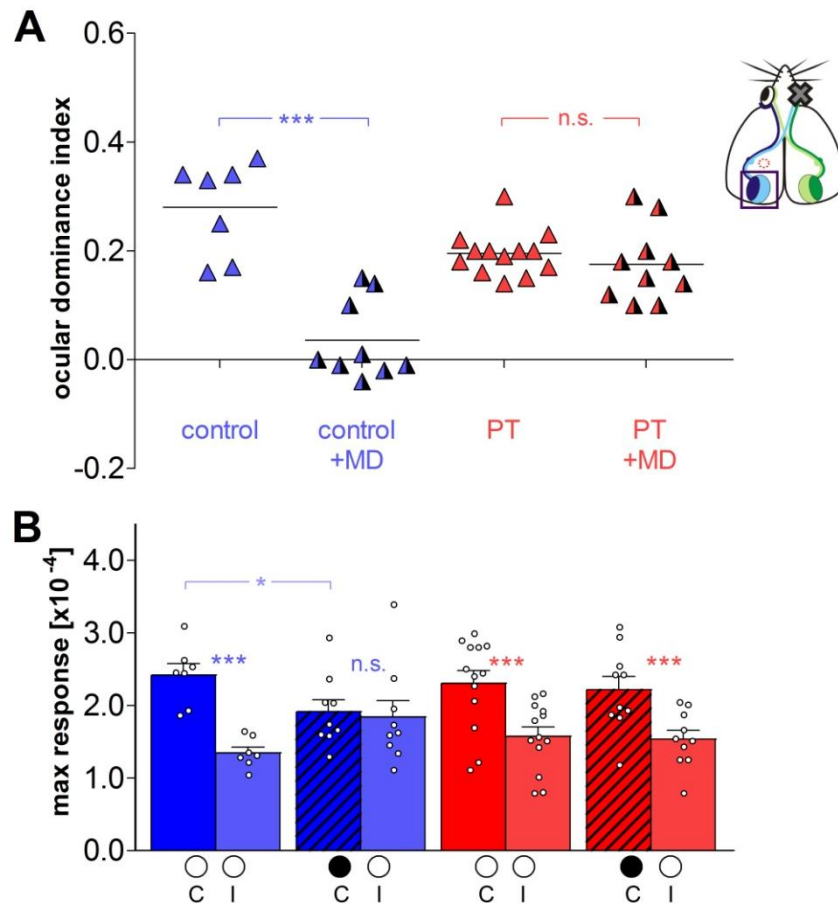 A
ocular dominance index
0.6
0.4
0.2
0.0
-0.2
***
n.s.
control
control
+MD
PT
PT
+MD
B
max response [x10⁻⁴]
4.0
3.0
2.0
1.0
0.0
*
***
n.s.
***
***
C I C I C I C I